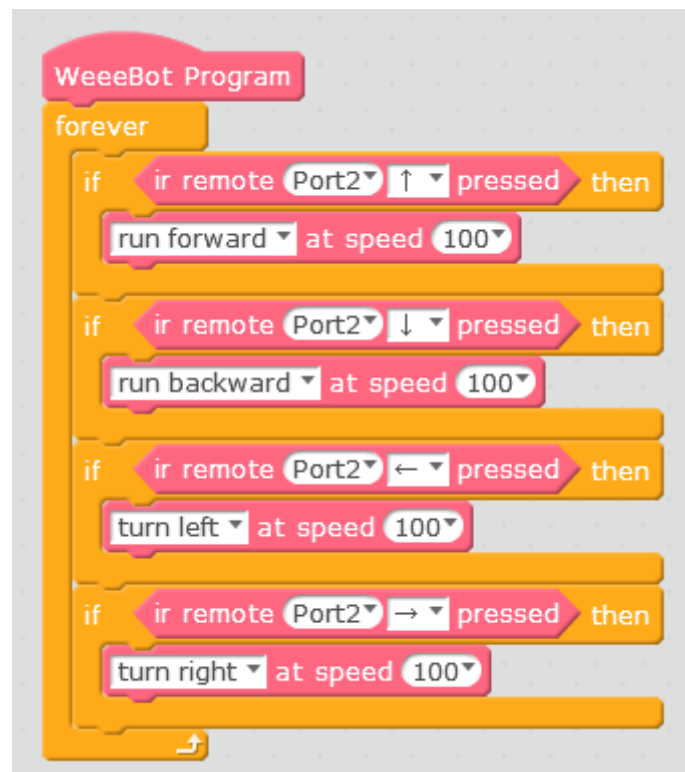 WeeeBot Program
forever
if ir remote Port2 ↑ pressed then
run forward at speed 100
if ir remote Port2 ↓ pressed then
run backward at speed 100
if ir remote Port2 ← pressed then
turn left at speed 100
if ir remote Port2 → pressed then
turn right at speed 100